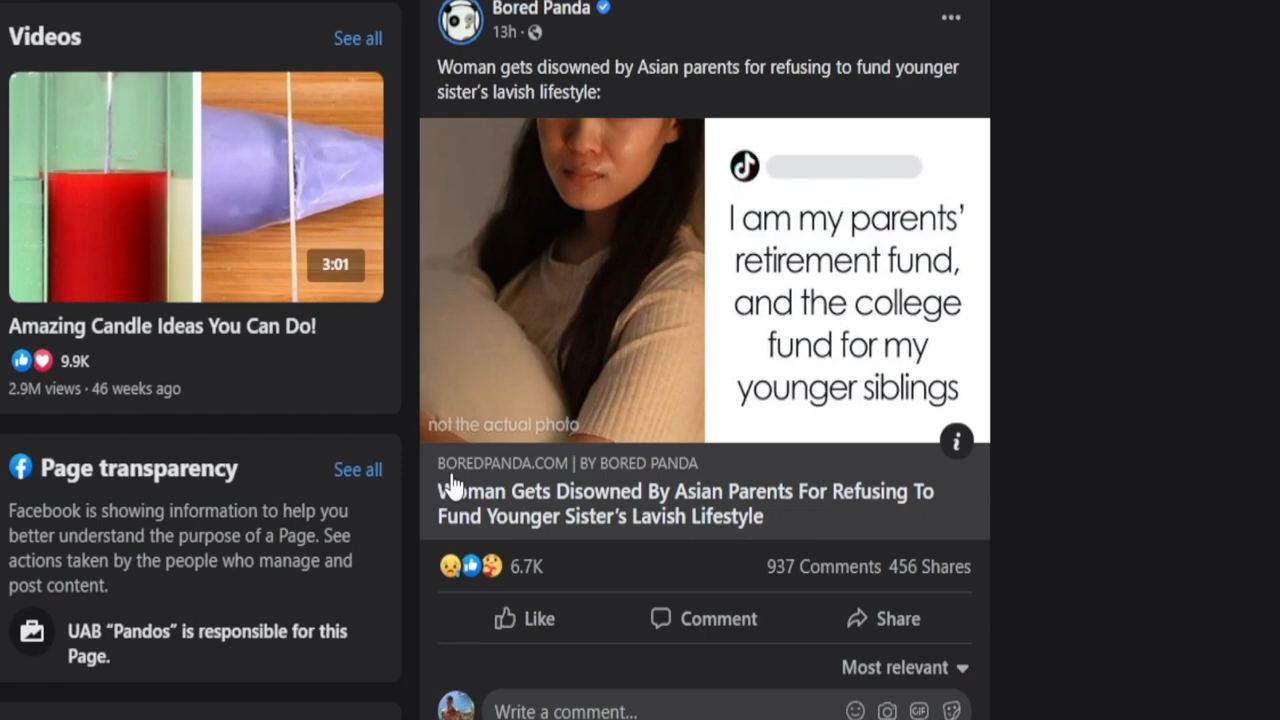 Videos
See all
3:01
Amazing Candle Ideas You Can Do!
9.9K
2.9M views · 46 weeks ago
Page transparency
See all
Facebook is showing information to help you
better understand the purpose of a Page. See
actions taken by the people who manage and
post content.
UAB “Pandos” is responsible for this
Page.
Bored Panda
13h ·
Woman gets disowned by Asian parents for refusing to fund younger
sister’s lavish lifestyle:
I am my parents’
retirement fund,
and the college
fund for my
younger siblings
not the actual photo
BOREDPANDA.COM | BY BORED PANDA
Woman Gets Disowned By Asian Parents For Refusing To
Fund Younger Sister’s Lavish Lifestyle
6.7K
937 Comments 456 Shares
Like
Comment
Share
Most relevant
Write a comment...
GIF